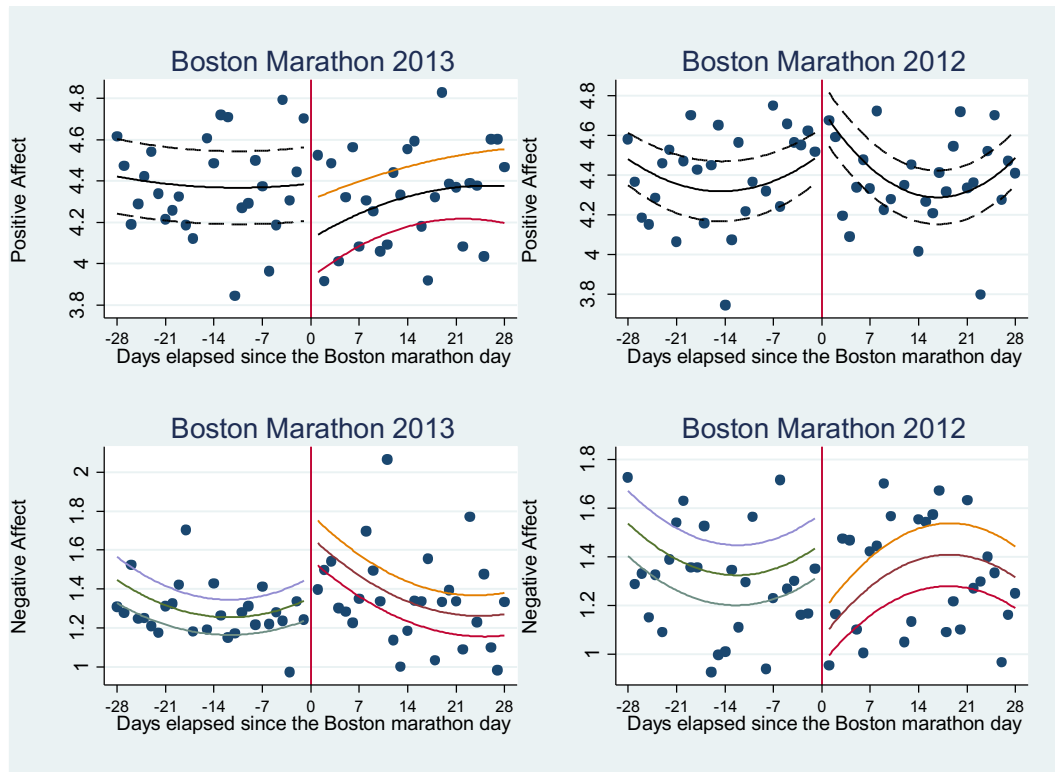 Boston Marathon 2013
Positive Affect
4.8
4.6
4.4
4.2
4
3.8
-28 -21 -14 -7 0 7 14 21 28
Days elapsed since the Boston marathon day
Boston Marathon 2012
Positive Affect
4.8
4.6
4.4
4.2
4
3.8
-28 -21 -14 -7 0 7 14 21 28
Days elapsed since the Boston marathon day
Boston Marathon 2013
Negative Affect
2
1.8
1.6
1.4
1.2
1
-28 -21 -14 -7 0 7 14 21 28
Days elapsed since the Boston marathon day
Boston Marathon 2012
Negative Affect
1.8
1.6
1.4
1.2
1
-28 -21 -14 -7 0 7 14 21 28
Days elapsed since the Boston marathon day